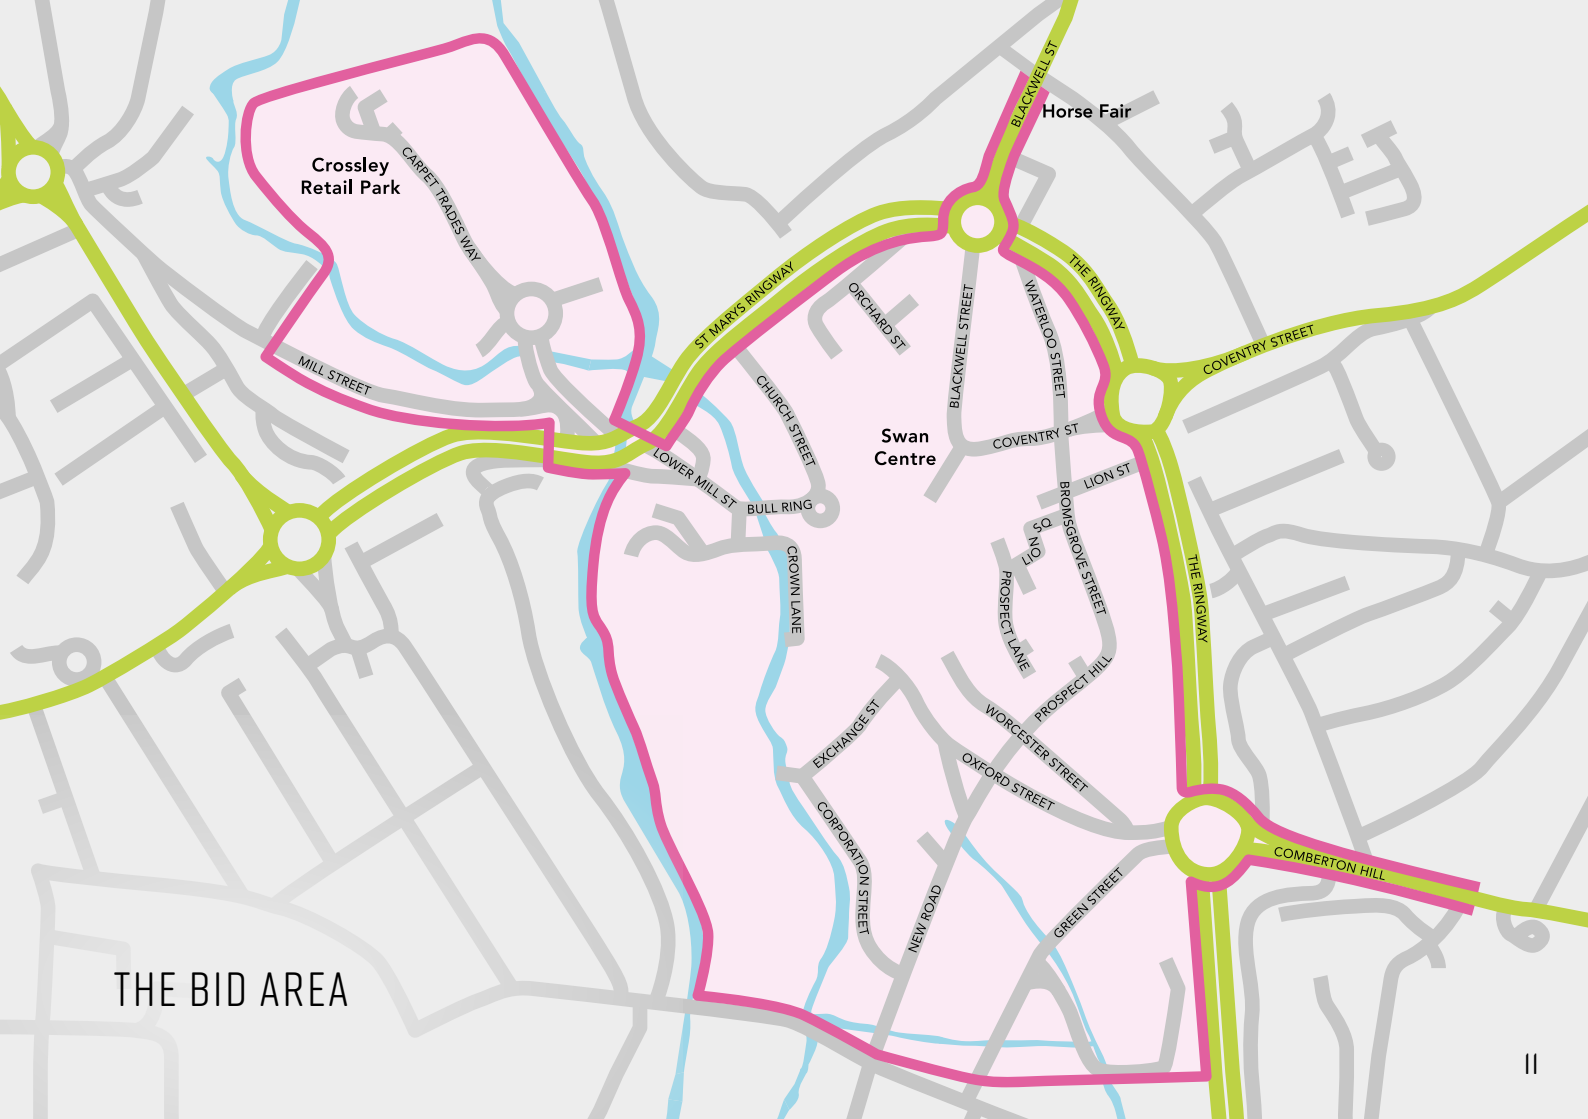 BLACKWELL ST
Horse Fair
Crossley
Retail Park
CARPET TRADES WAY
MILL STREET
ST MARYS RINGWAY
THE RINGWAY
COVENTRY STREET
ORCHARD ST
BLACKWELL STREET
WATERLOO STREET
CHURCH STREET
Swan
Centre
COVENTRY ST
LOWER MILL ST
BULL RING
LION ST
LION SQ
BROMSGROVE STREET
CROWN LANE
PROSPECT LANE
THE RINGWAY
PROSPECT HILL
EXCHANGE ST
WORCESTER STREET
OXFORD STREET
CORPORATION STREET
NEW ROAD
GREEN STREET
COMBERTON HILL
THE BID AREA
11